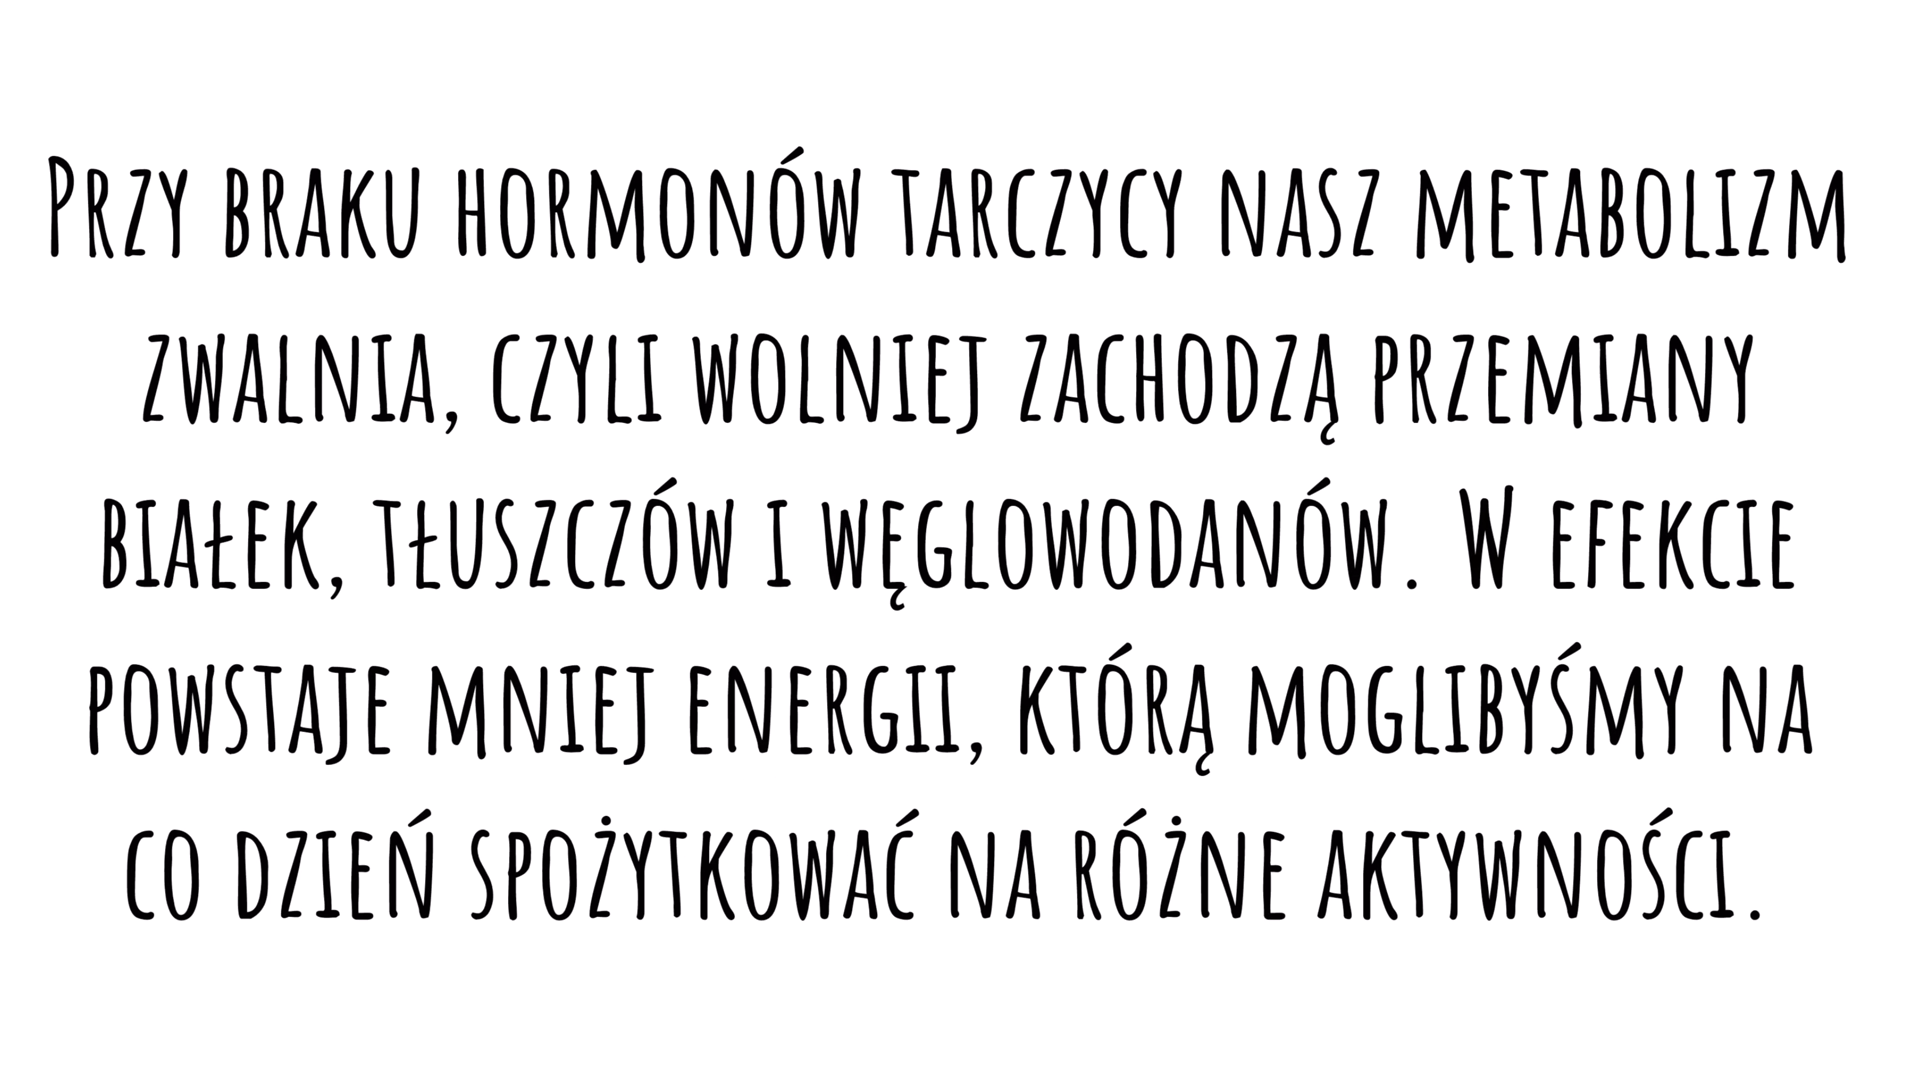 Przy braku hormonów tarczycy nasz metabolizm
zwalnia, czyli wolniej zachodzą przemiany
białek, tłuszczów i węglowodanów. W efekcie
powstaje mniej energii, którą moglibyśmy na
co dzień spożytkować na różne aktywności.